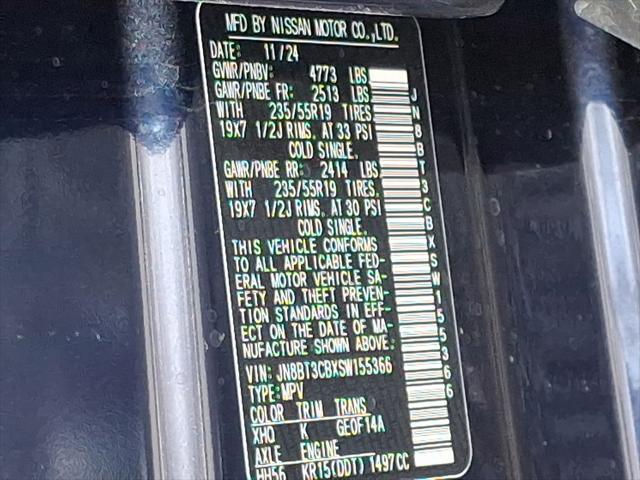 MFD BY NISSAN MOTOR CO.,LTD.
DATE: 11/24
GVWR/PNBV: 4773 LBS
GAWR/PNBE FR: 2513 LBS
WITH 235/55R19 TIRES,
19X7 1/2J RIMS, AT 33 PSI
COLD SINGLE.
GAWR/PNBE RR: 2414 LBS
WITH 235/55R19 TIRES,
19X7 1/2J RIMS, AT 30 PSI
COLD SINGLE.
THIS VEHICLE CONFORMS
TO ALL APPLICABLE FED-
ERAL MOTOR VEHICLE SA-
FETY AND THEFT PREVEN-
TION STANDARDS IN EFF-
ECT ON THE DATE OF MA-
NUFACTURE SHOWN ABOVE:
VIN: JN8BT3CBXSW155366
TYPE:MPV
COLOR TRIM TRANS
XHO K GE0F14A
AXLE ENGINE
HH56 KR15(DDT) 1497CC
JN8BT3CBXSW155366